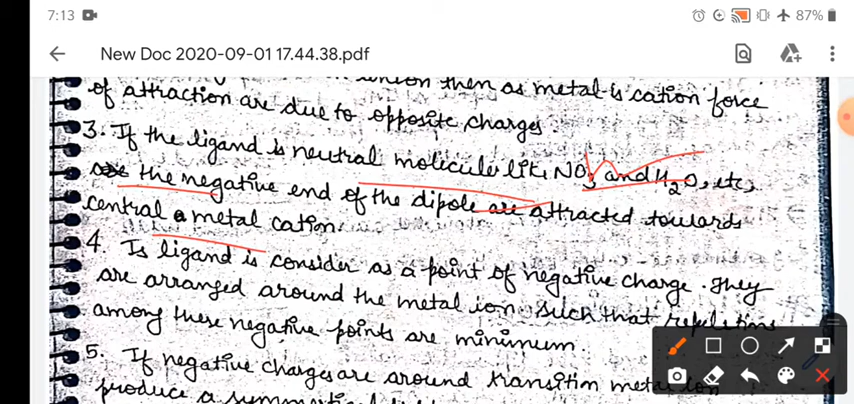 7:13
87%
New Doc 2020-09-01 17.44.38.pdf
then as metal is cation force
of attraction are due to opposite charges
3. If the ligand is neutral molecule like NO3 and H2O, etc,
the negative end of the dipole are attracted towards
central metal cation.
4. Is ligand is consider as a point of negative charge. They
are arranged around the metal ion such that repulsions
among these negative points are minimum.
5. If negative charges are around transition metal ion
produce a symmetrical